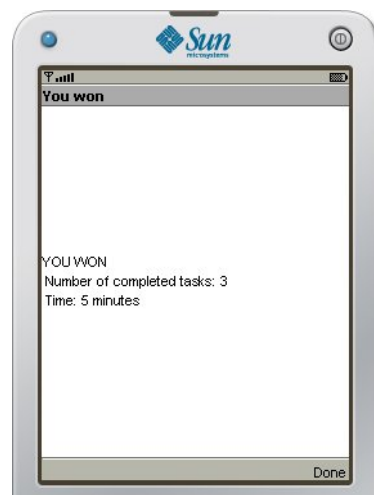 Sun
microsystems
You won
YOU WON
Number of completed tasks: 3
Time: 5 minutes
Done